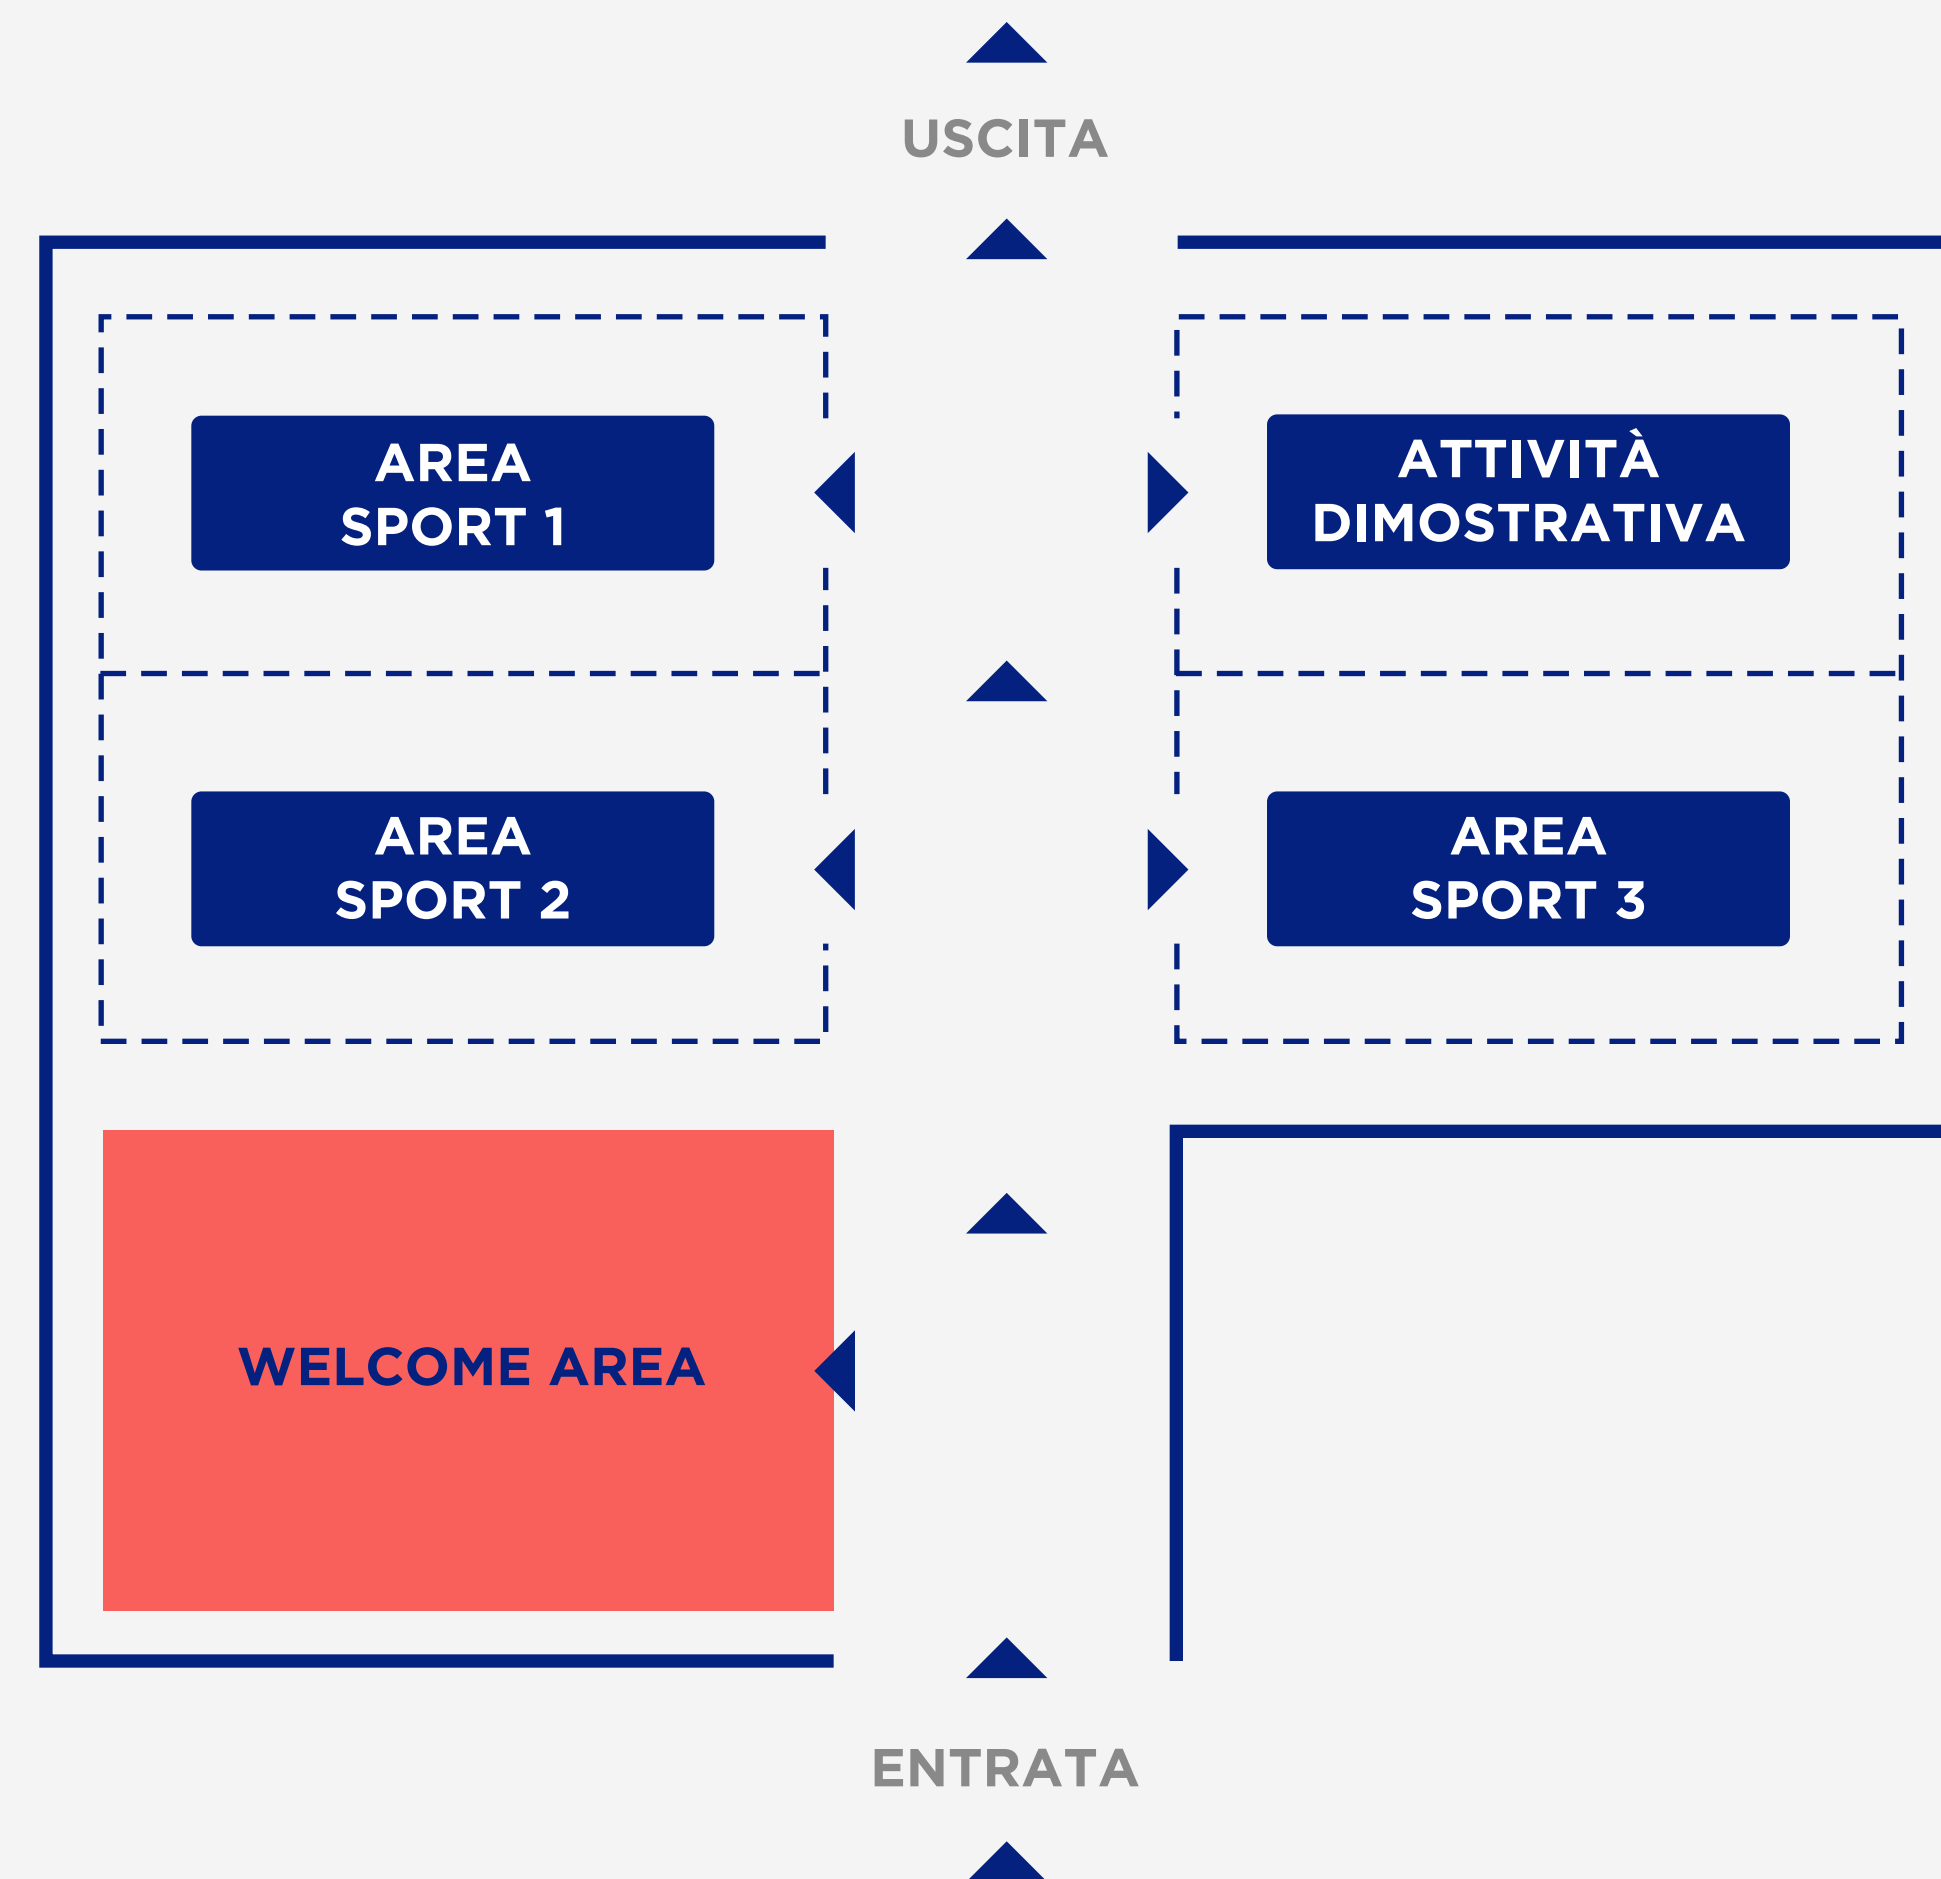 USCITA
AREA
SPORT 1
ATTIVITÀ
DIMOSTRATIVA
AREA
SPORT 2
AREA
SPORT 3
WELCOME AREA
ENTRATA